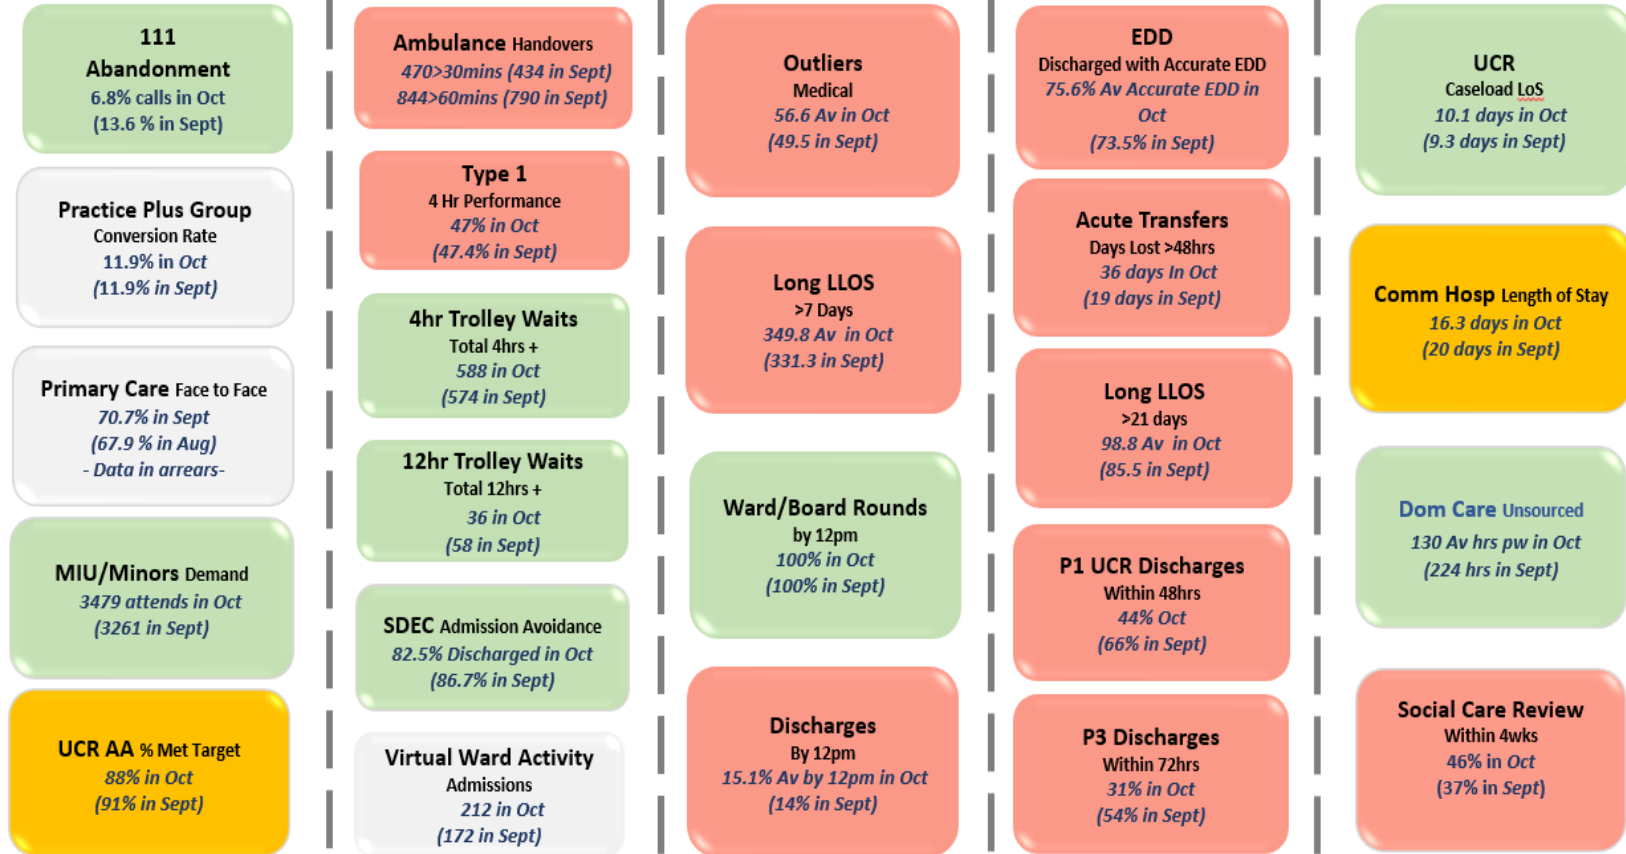 111
Abandonment
6.8% calls in Oct
(13.6 % in Sept)
Practice Plus Group
Conversion Rate
11.9% in Oct
(11.9% in Sept)
Primary Care Face to Face
70.7% in Sept
(67.9 % in Aug)
- Data in arrears-
MIU/Minors Demand
3479 attends in Oct
(3261 in Sept)
UCR AA % Met Target
88% in Oct
(91% in Sept)
Ambulance Handovers
470>30mins (434 in Sept)
844>60mins (790 in Sept)
Type 1
4 Hr Performance
47% in Oct
(47.4% in Sept)
4hr Trolley Waits
Total 4hrs +
588 in Oct
(574 in Sept)
12hr Trolley Waits
Total 12hrs +
36 in Oct
(58 in Sept)
SDEC Admission Avoidance
82.5% Discharged in Oct
(86.7% in Sept)
Virtual Ward Activity
Admissions
212 in Oct
(172 in Sept)
Outliers
Medical
56.6 Av in Oct
(49.5 in Sept)
Long LLOS
>7 Days
349.8 Av in Oct
(331.3 in Sept)
Ward/Board Rounds
by 12pm
100% in Oct
(100% in Sept)
Discharges
By 12pm
15.1% Av by 12pm in Oct
(14% in Sept)
EDD
Discharged with Accurate EDD
75.6% Av Accurate EDD in
Oct
(73.5% in Sept)
Acute Transfers
Days Lost >48hrs
36 days In Oct
(19 days in Sept)
Long LLOS
>21 days
98.8 Av in Oct
(85.5 in Sept)
P1 UCR Discharges
Within 48hrs
44% Oct
(66% in Sept)
P3 Discharges
Within 72hrs
31% in Oct
(54% in Sept)
UCR
Caseload LoS
10.1 days in Oct
(9.3 days in Sept)
Comm Hosp Length of Stay
16.3 days in Oct
(20 days in Sept)
Dom Care Unsourced
130 Av hrs pw in Oct
(224 hrs in Sept)
Social Care Review
Within 4wks
46% in Oct
(37% in Sept)